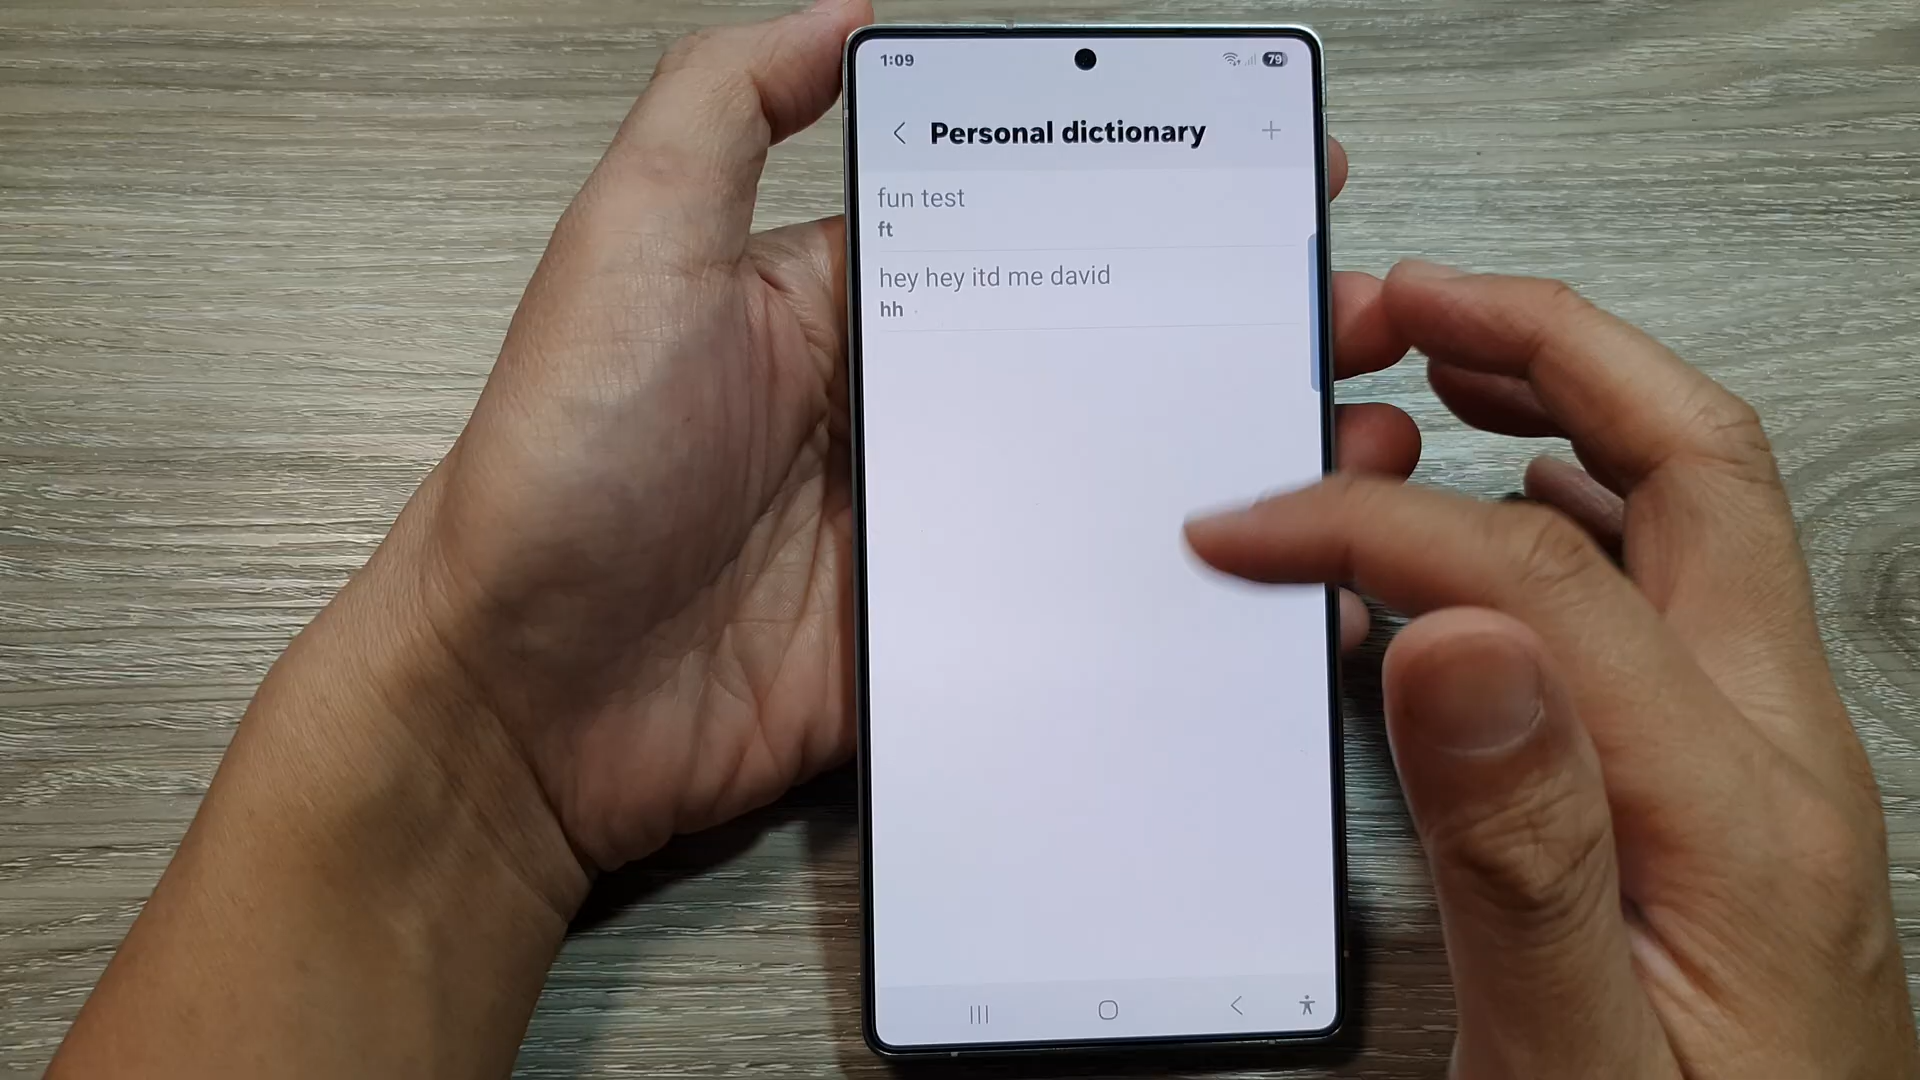 1:09
79
Personal dictionary
fun test
ft
hey hey itd me david
hh